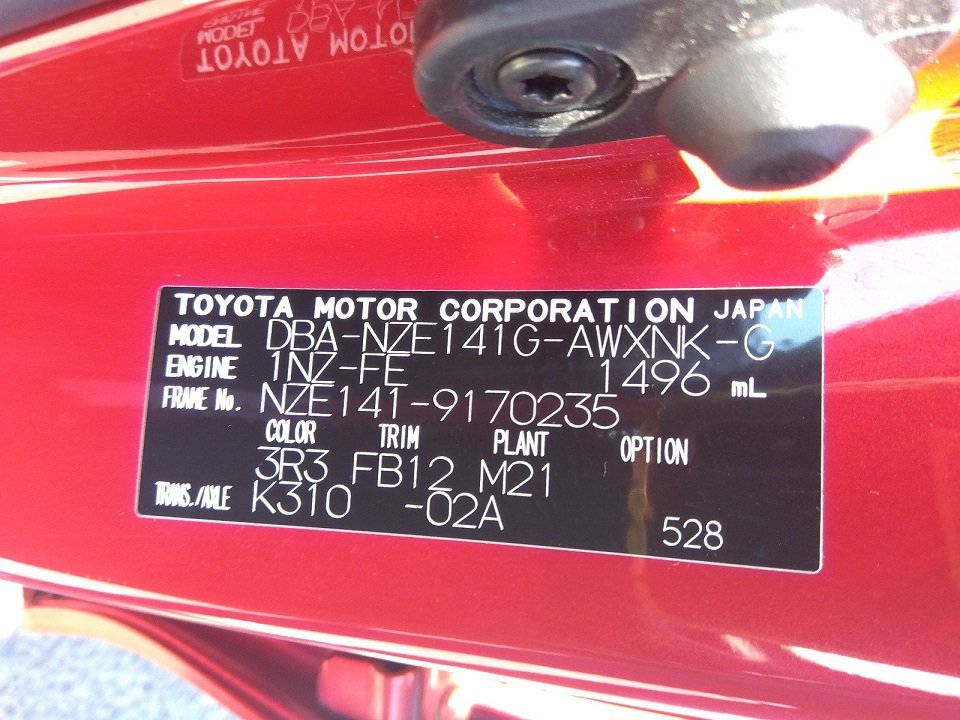 TOYOTA MOTOR CORPORATION JAPAN
MODEL DBA-NZE141G-AWXNK-G
ENGINE 1NZ-FE 1496 mL
FRAME No. NZE141-9170235
COLOR TRIM PLANT OPTION
3R3 FB12 M21
TRANS./AXLE K310 -02A
528